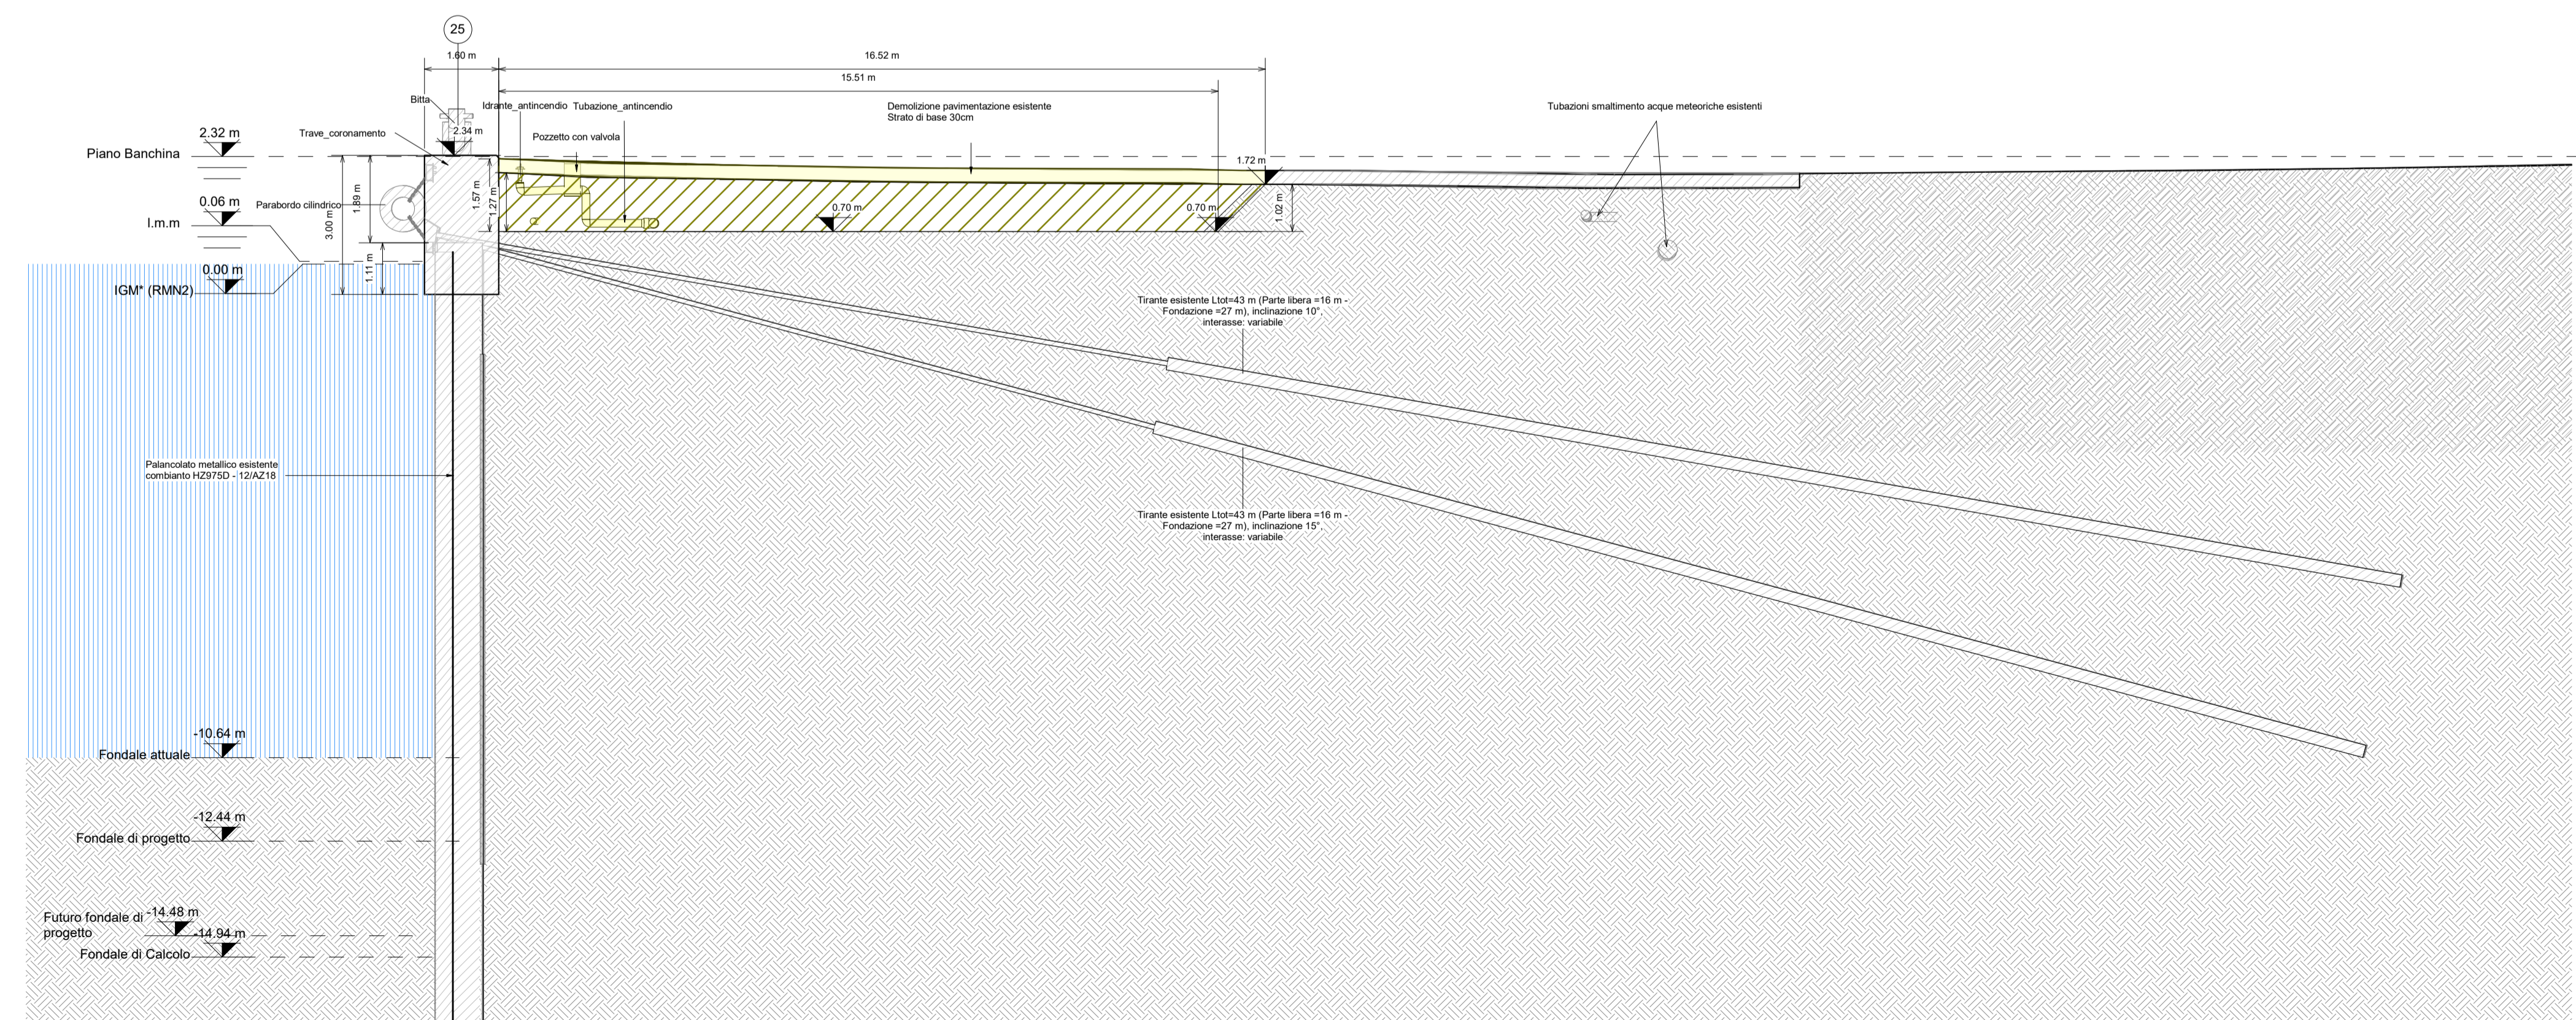 25
1.60 m
16.52 m
15.51 m
Bitta
Idrante_antincendio
Tubazione_antincendio
Demolizione pavimentazione esistente
Strato di base 30cm
Tubazioni smaltimento acque meteoriche esistenti
2.32 m
Trave_coronamento
2.34 m
Pozzetto con valvola
Piano Banchina
1.72 m
0.06 m
Parabordo cilindrico
1.89 m
3.00 m
1.57 m
1.27 m
0.70 m
0.70 m
1.02 m
l.m.m
1.11 m
0.00 m
IGM* (RMN2)
Tirante esistente Ltot=43 m (Parte libera =16 m -
Fondazione =27 m), inclinazione 10°,
interasse: variabile
Palancolato metallico esistente
combianto HZ975D - 12/AZ18
Tirante esistente Ltot=43 m (Parte libera =16 m -
Fondazione =27 m), inclinazione 15°,
interasse: variabile
-10.64 m
Fondale attuale
-12.44 m
Fondale di progetto
-14.48 m
Futuro fondale di
progetto
-14.94 m
Fondale di Calcolo